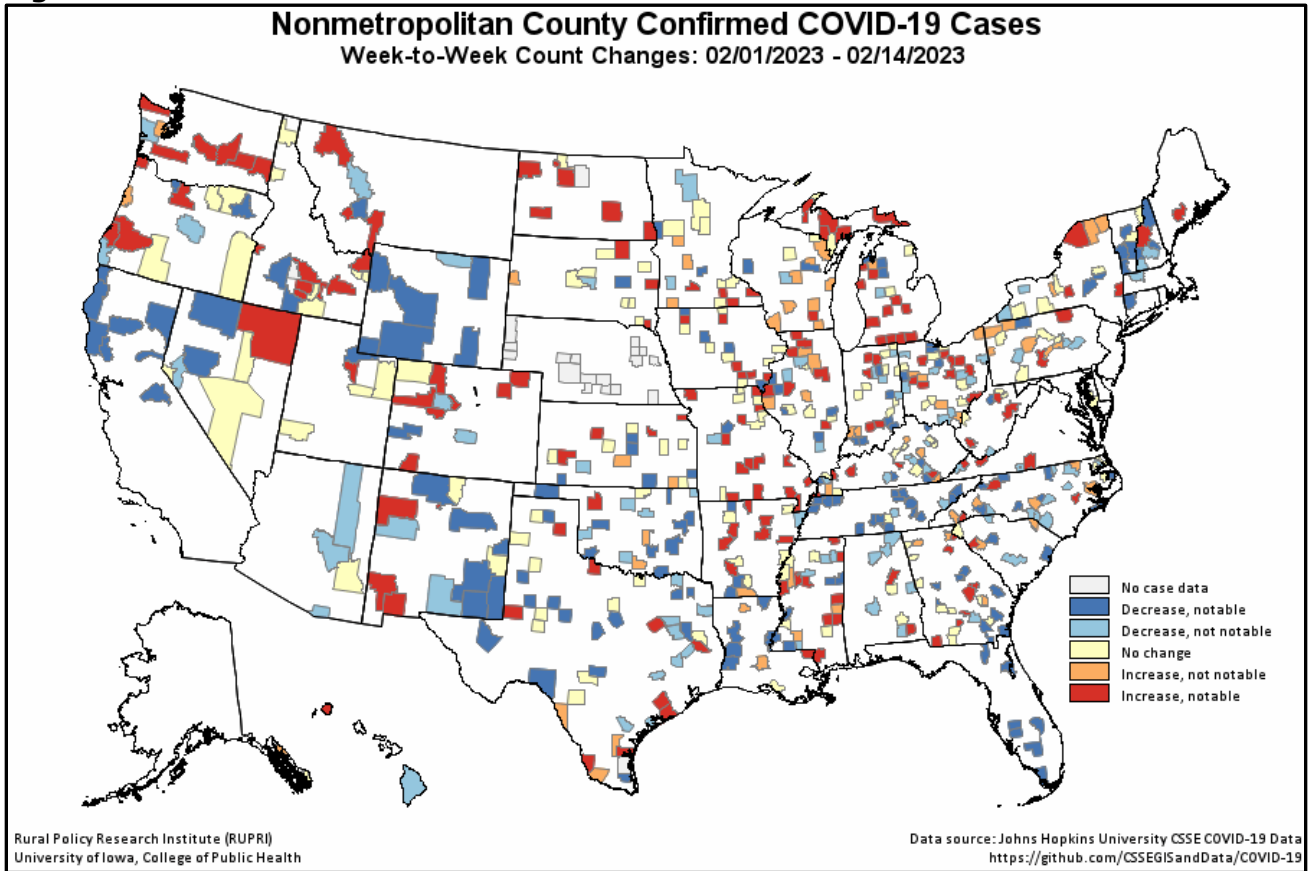 Nonmetropolitan County Confirmed COVID-19 Cases
Week-to-Week Count Changes: 02/01/2023 - 02/14/2023
No case data
Decrease, notable
Decrease, not notable
No change
Increase, not notable
Increase, notable
Rural Policy Research Institute (RUPRI)
University of Iowa, College of Public Health
Data source: Johns Hopkins University CSSE COVID-19 Data
https://github.com/CSSEGISandData/COVID-19